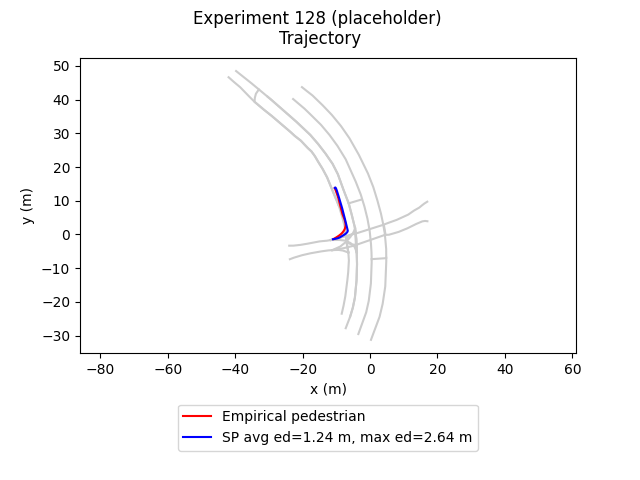 Experiment 128 (placeholder)
Trajectory
50
40
30
20
10
0
−10
−20
−30
y (m)
−80 −60 −40 −20 0 20 40 60
x (m)
Empirical pedestrian
SP avg ed=1.24 m, max ed=2.64 m